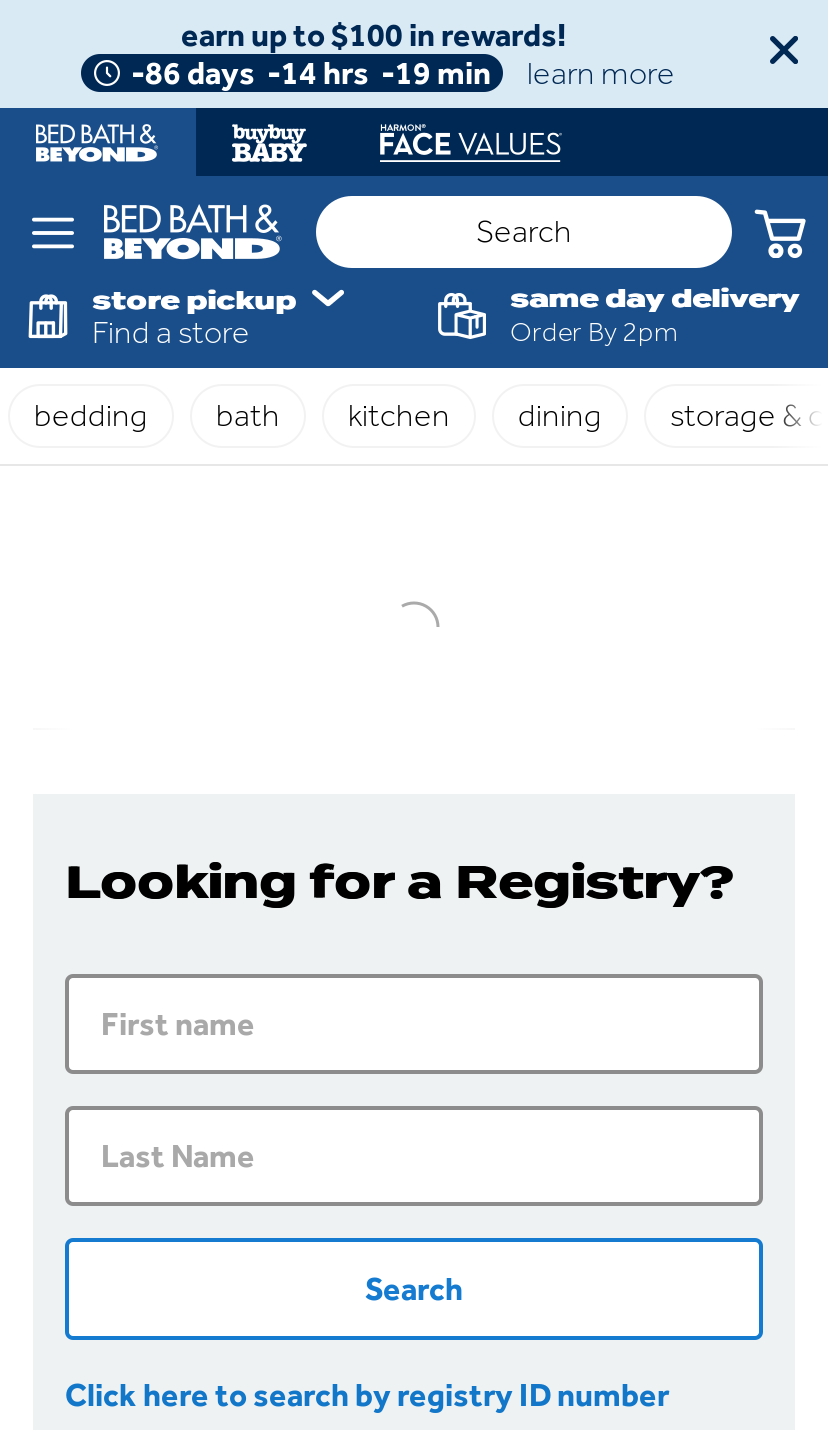 earn up to $100 in rewards!
-86 days -14 hrs -19 min learn more
BED BATH & BEYOND®
buybuy BABY
HARMON® FACE VALUES
BED BATH &
BEYOND®
Search
store pickup
Find a store
same day delivery
Order By 2pm
bedding
bath
kitchen
dining
storage &
Looking for a Registry?
First name
Last Name
Search
Click here to search by registry ID number